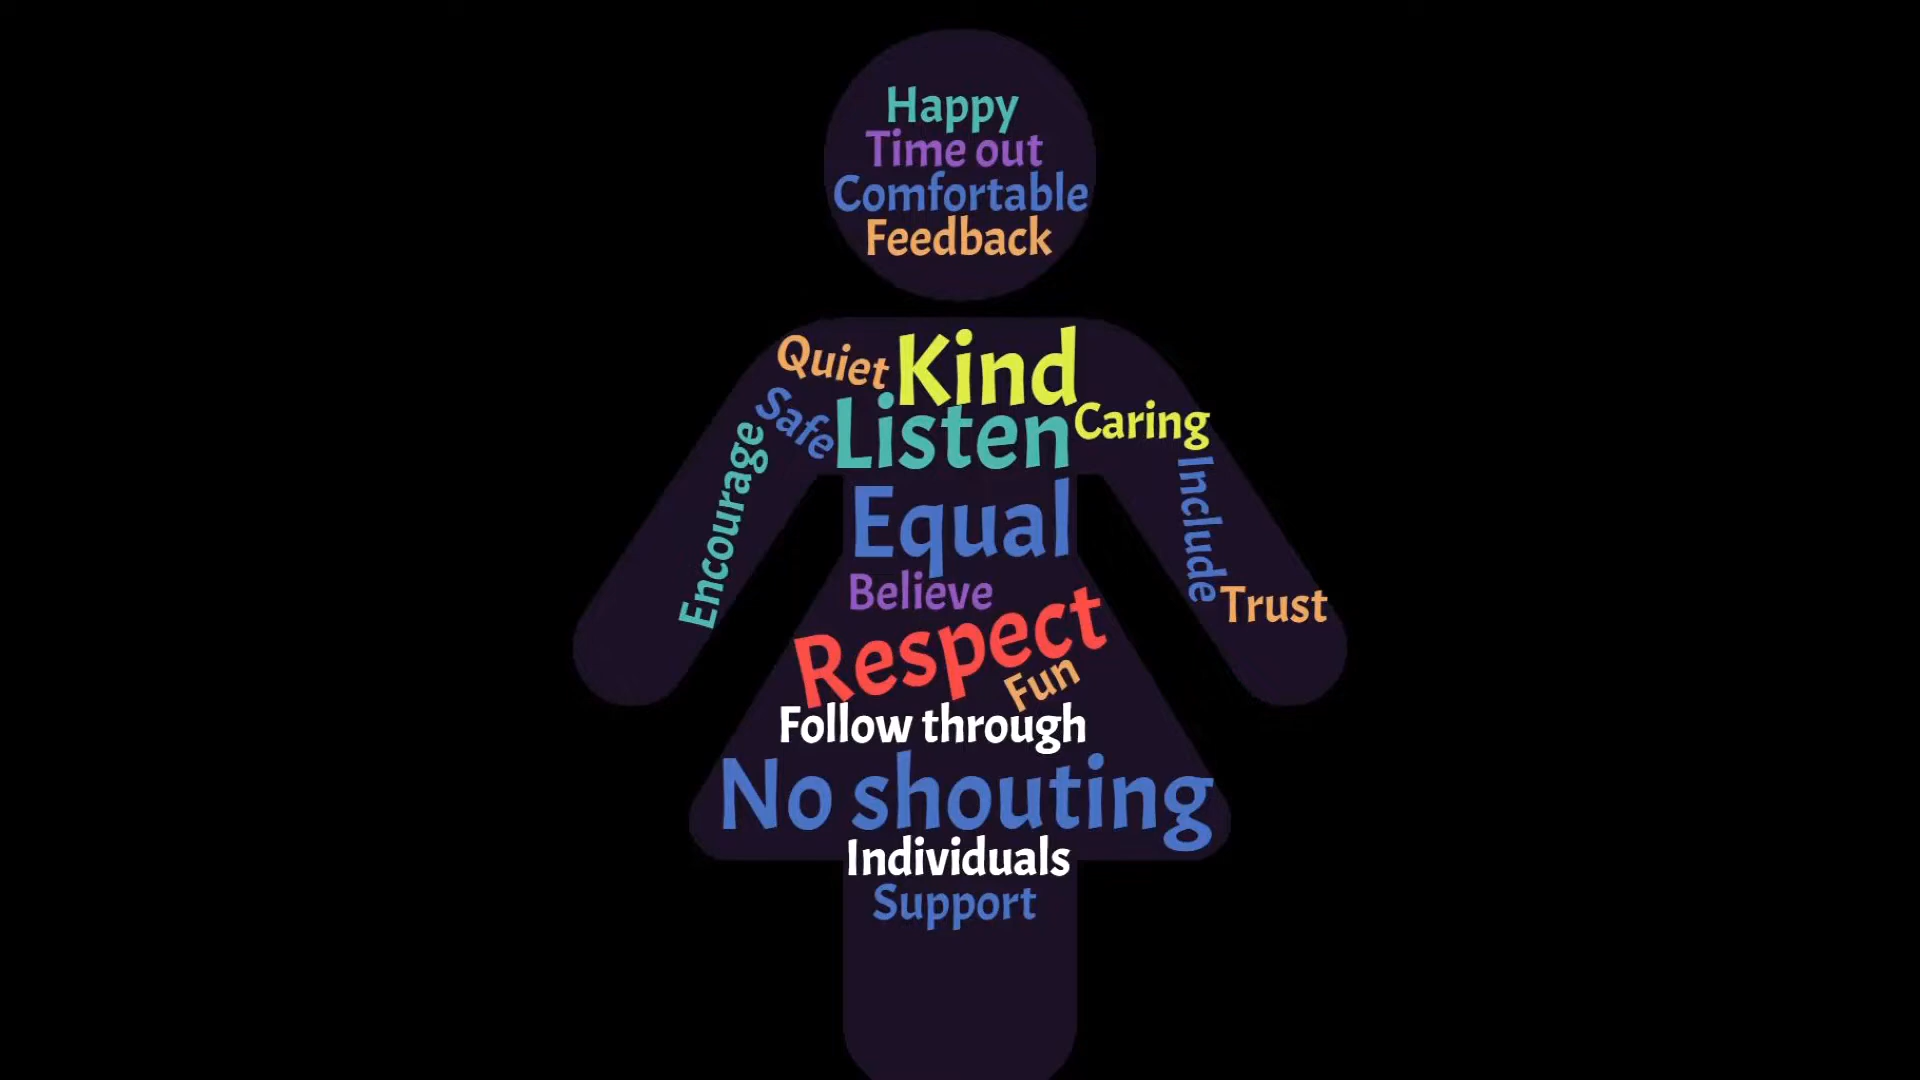 Happy
Time out
Comfortable
Feedback
Quiet
Kind
Safe
Listen
Caring
Encourage
Equal
Include
Believe
Trust
Respect
Fun
Follow through
No shouting
Individuals
Support